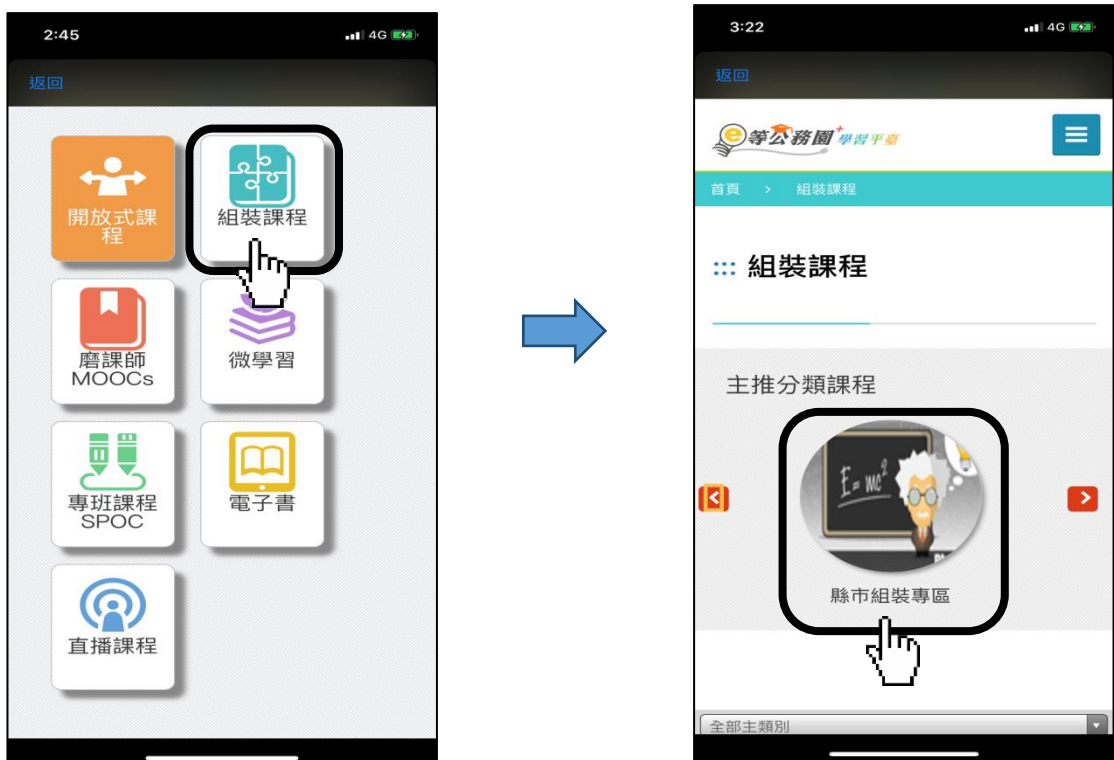 2:45
4G
返回
開放式課
程
組裝課程
磨課師
MOOCs
微學習
專班課程
SPOC
電子書
直播課程
3:22
4G
返回
e等公務園+學習平臺
首頁 > 組裝課程
::: 組裝課程
主推分類課程
E=mc²
縣市組裝專區
全部主類別